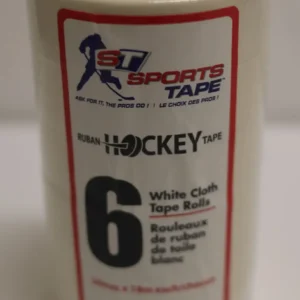 ST
SPORTS
TAPE™
ASK FOR IT, THE PROS DO! / LE CHOIX DES PROS!
RUBAN HOCKEY TAPE
6
White Cloth
Tape Rolls
Rouleaux
de ruban
de toile
blanc